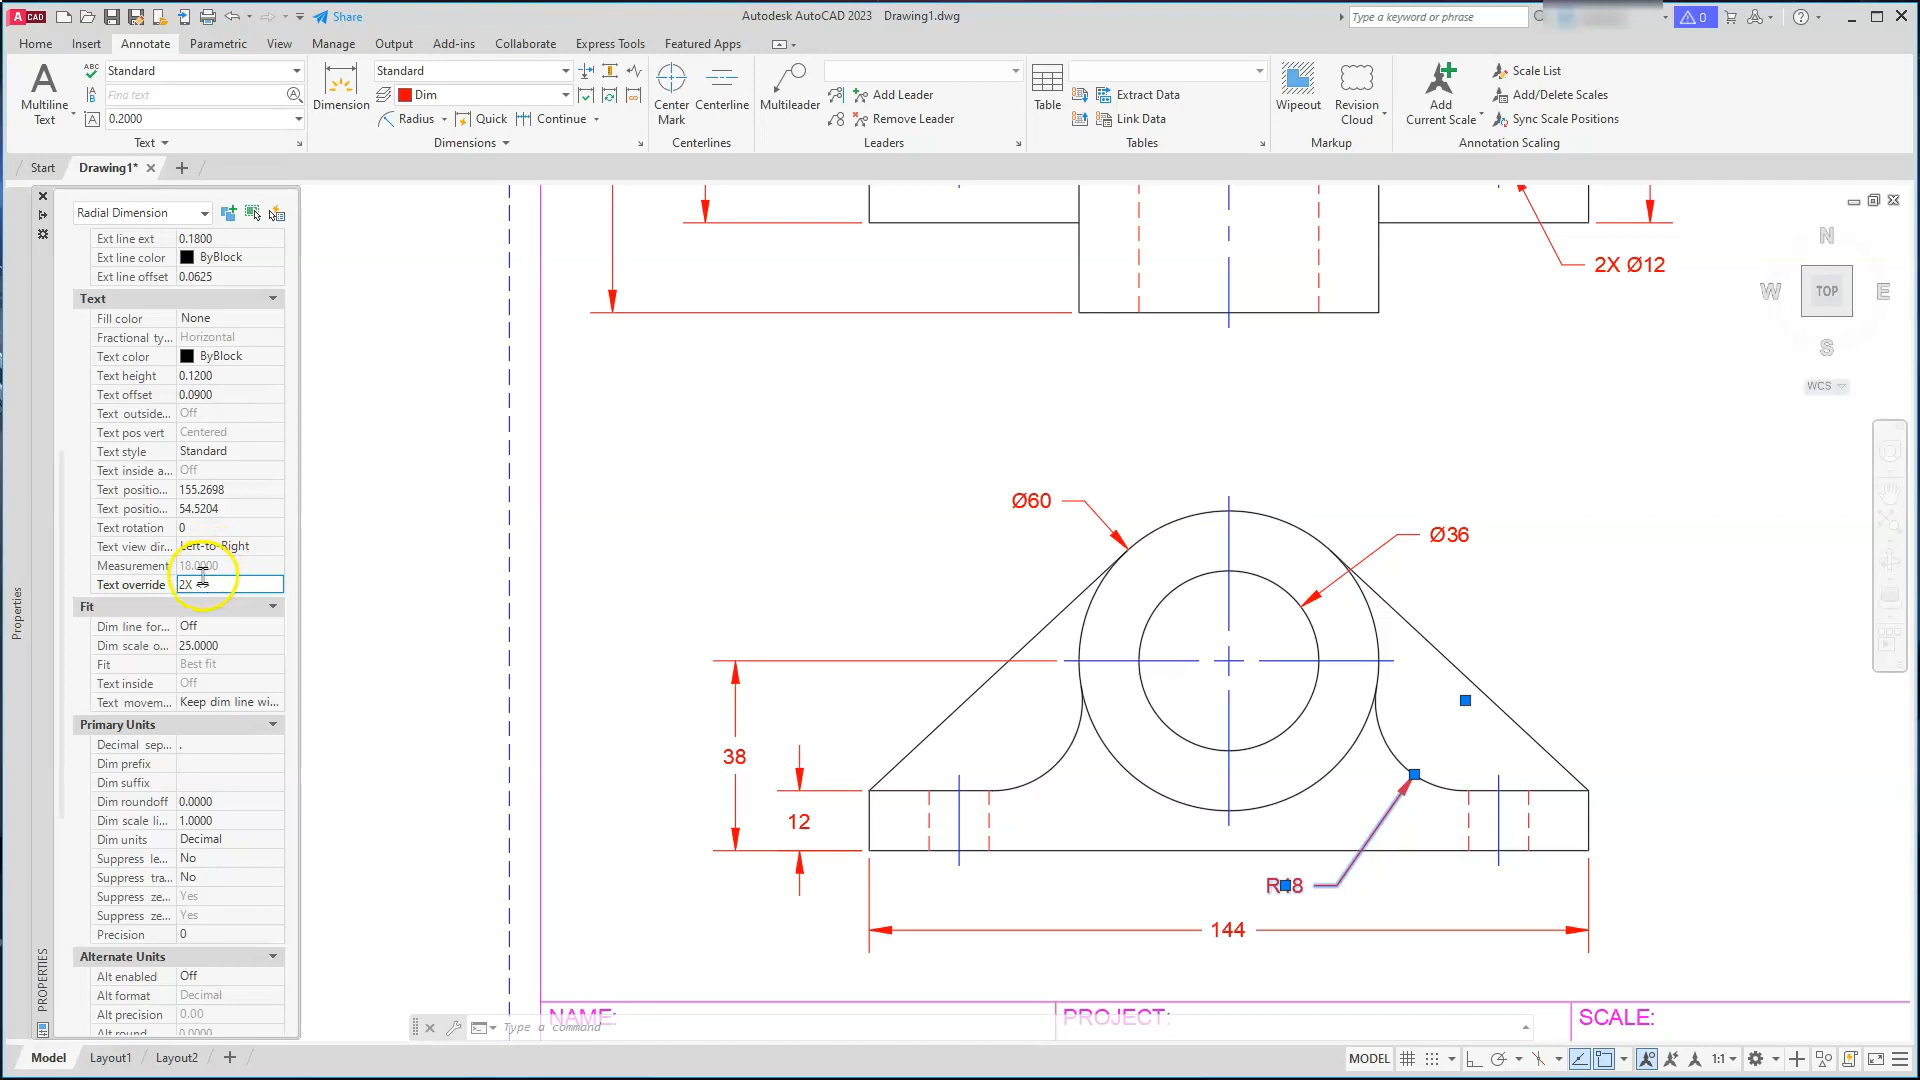 CAD
Share
Autodesk AutoCAD 2023 Drawing1.dwg
Type a keyword or phrase
0
Home Insert Annotate Parametric View Manage Output Add-ins Collaborate Express Tools Featured Apps
Multiline
Text
ABC
Standard
Find text
0.2000
Text
Dimension
Standard
Dim
Radius Quick Continue
Dimensions
Center
Mark
Centerline
Centerlines
Multileader
Add Leader
Remove Leader
Leaders
Table
Extract Data
Link Data
Tables
Wipeout
Revision
Cloud
Markup
Add
Current Scale
Scale List
Add/Delete Scales
Sync Scale Positions
Annotation Scaling
Start Drawing1*
Radial Dimension
Ext line ext 0.1800
Ext line color ByBlock
Ext line offset 0.0625
Text
Fill color None
Fractional ty... Horizontal
Text color ByBlock
Text height 0.1200
Text offset 0.0900
Text outside... Off
Text pos vert Centered
Text style Standard
Text inside a... Off
Text positio... 155.2698
Text positio... 54.5204
Text rotation 0
Text view dir... Left-to-Right
Measurement 18.0000
Text override 2X
Fit
Dim line for... Off
Dim scale o... 25.0000
Fit Best fit
Text inside Off
Text movem... Keep dim line wi...
Primary Units
Decimal sep... .
Dim prefix
Dim suffix
Dim roundoff 0.0000
Dim scale li... 1.0000
Dim units Decimal
Suppress le... No
Suppress tra... No
Suppress ze... Yes
Suppress ze... Yes
Precision 0
Alternate Units
Alt enabled Off
Alt format Decimal
Alt precision 0.00
Alt round 0.0000
Properties
PROPERTIES
2X Ø12
N
W TOP E
S
WCS
Ø60
Ø36
38
12
R18
144
NAME: PROJECT: SCALE:
Type a command
Model Layout1 Layout2
MODEL
1:1